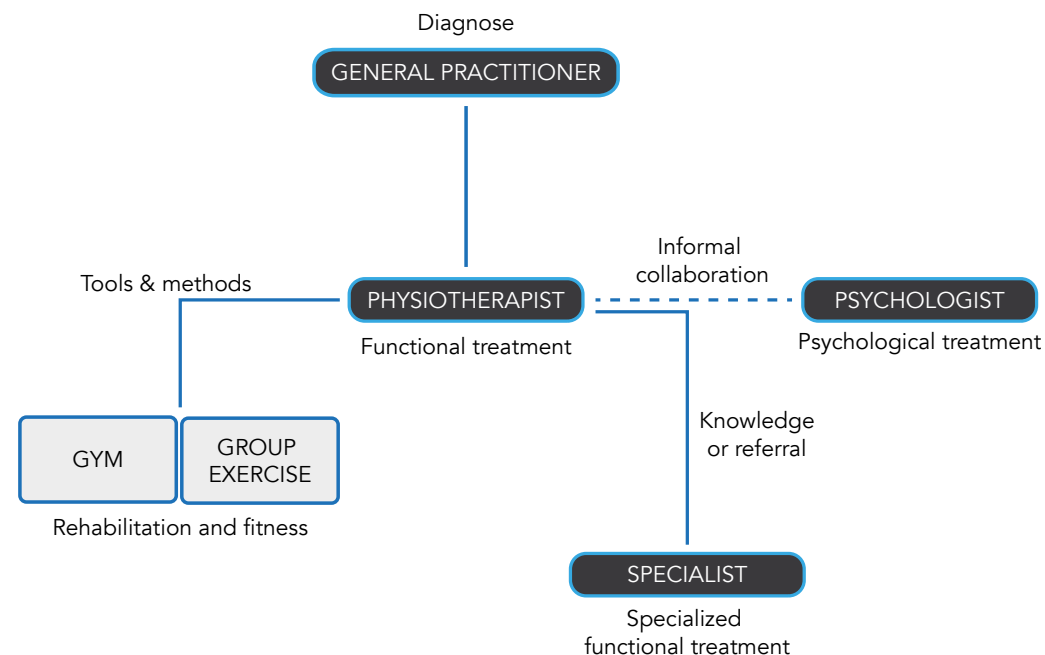 Diagnose
GENERAL PRACTITIONER
Informal
collaboration
Tools & methods
PHYSIOTHERAPIST
PSYCHOLOGIST
Functional treatment
Psychological treatment
Knowledge
or referral
GYM
GROUP
EXERCISE
Rehabilitation and fitness
SPECIALIST
Specialized
functional treatment